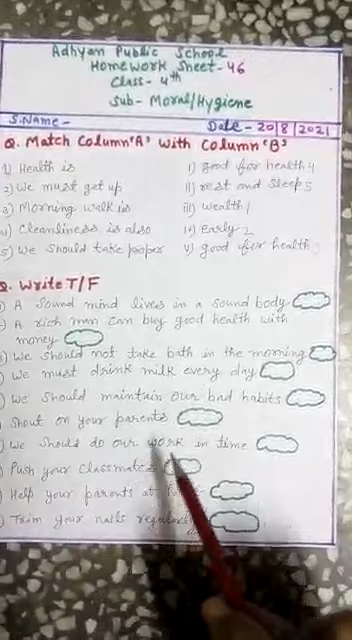 Adhyan Public School
Homework Sheet-46
Class- 4th
Sub- Moral/Hygiene
S.Name- Date- 20/8/2021
Q. Match Column 'A' with Column 'B'
1) Health is i) good for health 4
2) We must get up ii) rest and sleep 5
3) Morning walk is iii) wealth 1
4) Cleanliness is also iv) early 2
5) We should take proper v) good for health 3
Q. Write T/F
) A sound mind lives in a sound body
) A rich man can buy good health with
money
) We should not take bath in the morning
) We must drink milk every day
) We should maintain our bad habits
) Shout on your parents
) We should do our work in time
) Push your classmates
) Help your parents at
) Trim your nails